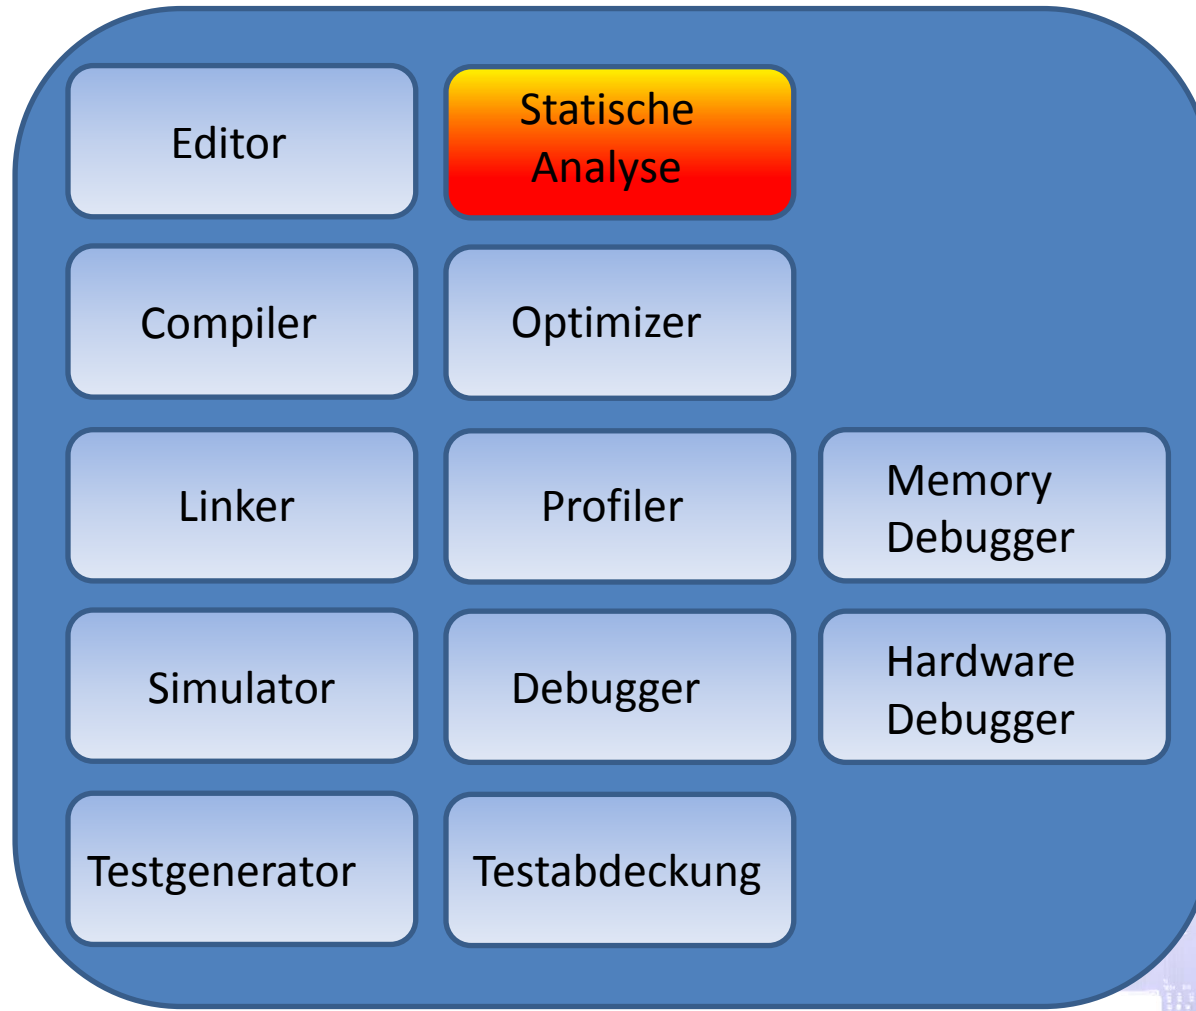 Editor
Statische
Analyse
Compiler
Optimizer
Linker
Profiler
Memory
Debugger
Simulator
Debugger
Hardware
Debugger
Testgenerator
Testabdeckung